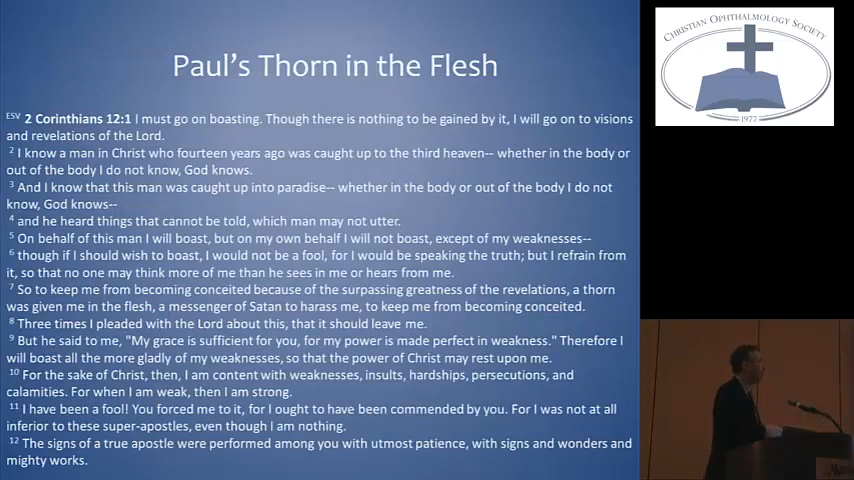 Paul's Thorn in the Flesh
ESV 2 Corinthians 12:1 I must go on boasting. Though there is nothing to be gained by it, I will go on to visions
and revelations of the Lord.
2 I know a man in Christ who fourteen years ago was caught up to the third heaven-- whether in the body or
out of the body I do not know, God knows.
3 And I know that this man was caught up into paradise-- whether in the body or out of the body I do not
know, God knows--
4 and he heard things that cannot be told, which man may not utter.
5 On behalf of this man I will boast, but on my own behalf I will not boast, except of my weaknesses--
6 though if I should wish to boast, I would not be a fool, for I would be speaking the truth; but I refrain from
it, so that no one may think more of me than he sees in me or hears from me.
7 So to keep me from becoming conceited because of the surpassing greatness of the revelations, a thorn
was given me in the flesh, a messenger of Satan to harass me, to keep me from becoming conceited.
8 Three times I pleaded with the Lord about this, that it should leave me.
9 But he said to me, "My grace is sufficient for you, for my power is made perfect in weakness." Therefore I
will boast all the more gladly of my weaknesses, so that the power of Christ may rest upon me.
10 For the sake of Christ, then, I am content with weaknesses, insults, hardships, persecutions, and
calamities. For when I am weak, then I am strong.
11 I have been a fool! You forced me to it, for I ought to have been commended by you. For I was not at all
inferior to these super-apostles, even though I am nothing.
12 The signs of a true apostle were performed among you with utmost patience, with signs and wonders and
mighty works.
CHRISTIAN OPHTHALMOLOGY SOCIETY
1977